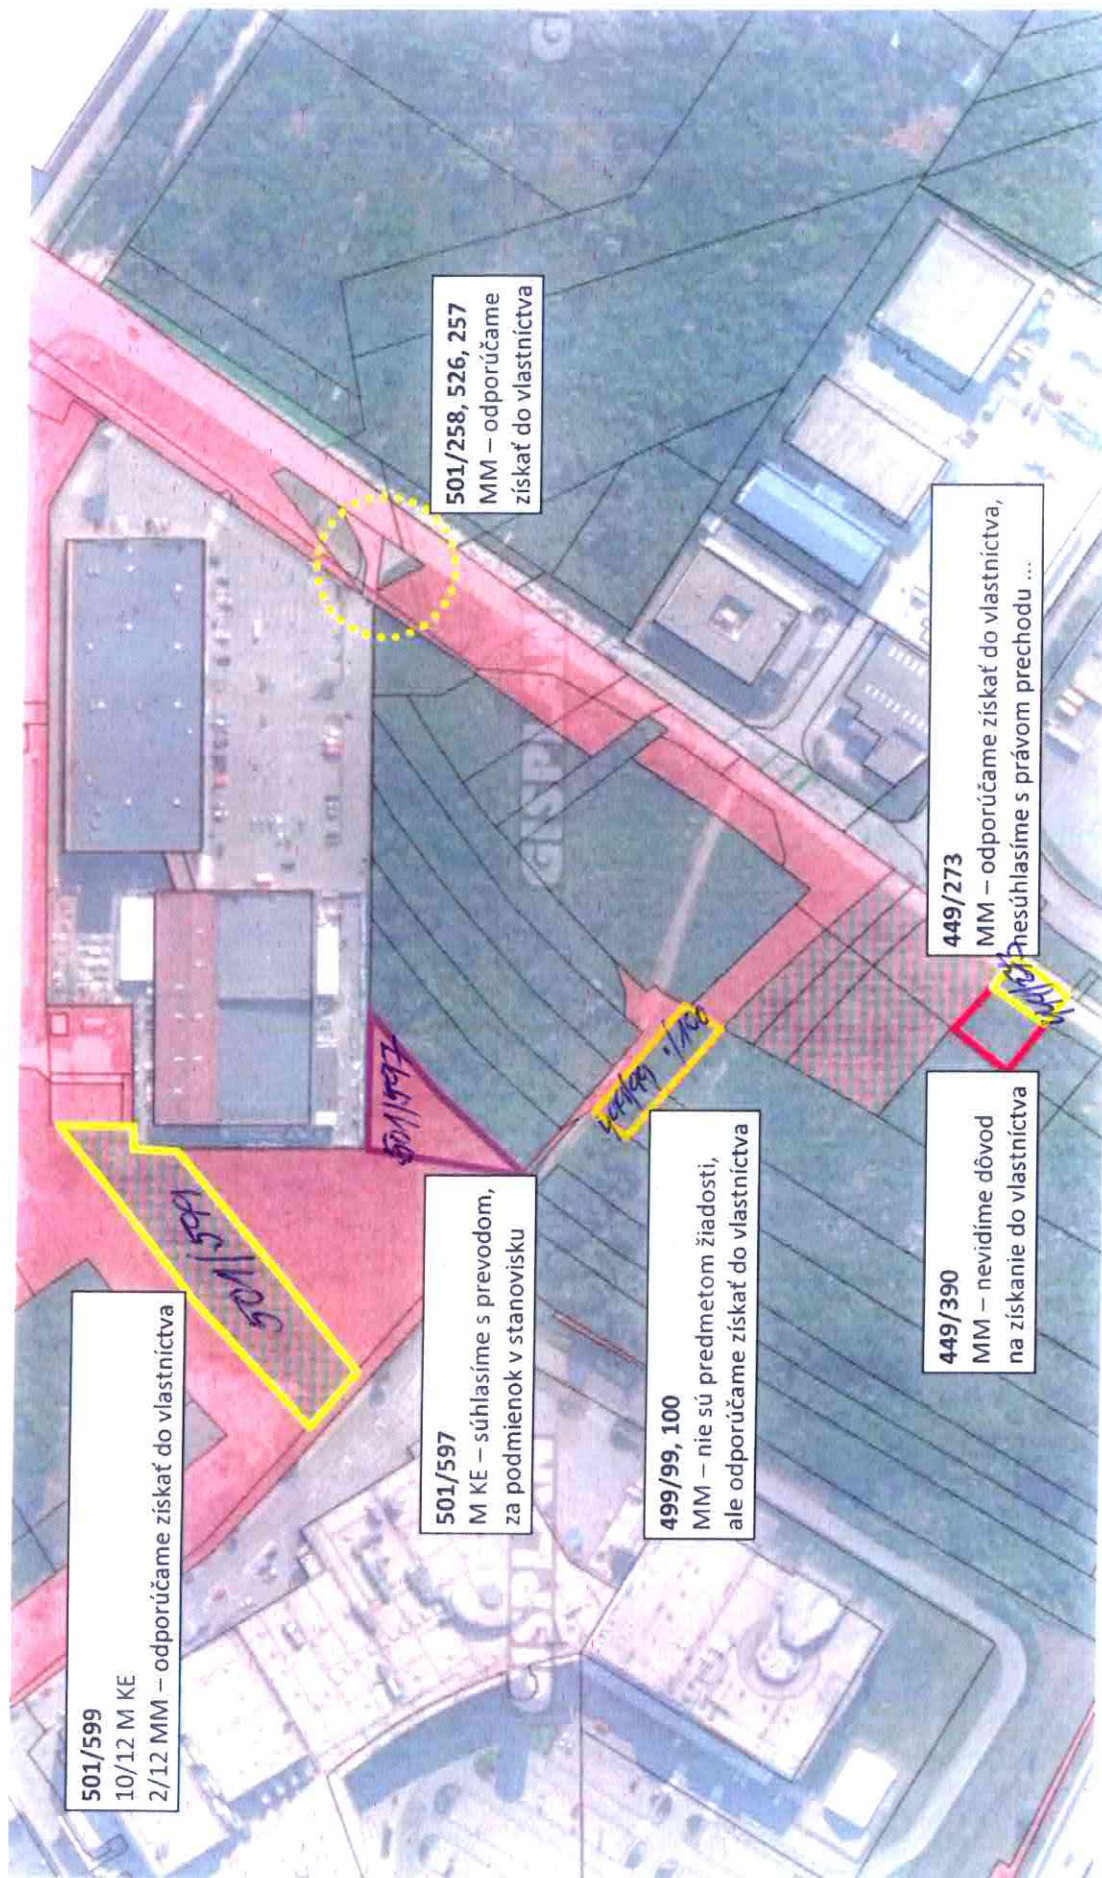 501/599
10/12 M KE
2/12 MM – odporúčame získať do vlastníctva
501/597
M KE – súhlasíme s prevodom,
za podmienok v stanovisku
499/99, 100
MM – nie sú predmetom žiadosti,
ale odporúčame získať do vlastníctva
449/390
MM – nevidíme dôvod
na získanie do vlastníctva
449/273
MM – odporúčame získať do vlastníctva,
nesúhlasíme s právom prechodu ...
501/258, 526, 257
MM – odporúčame
získať do vlastníctva
501/597
GISPL